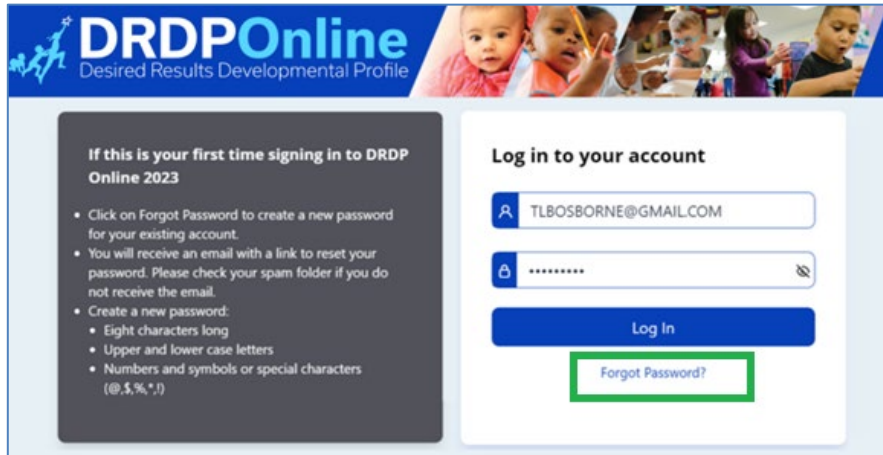 DRDPOnline
Desired Results Developmental Profile
If this is your first time signing in to DRDP
Online 2023
• Click on Forgot Password to create a new password
for your existing account.
• You will receive an email with a link to reset your
password. Please check your spam folder if you do
not receive the email.
• Create a new password:
• Eight characters long
• Upper and lower case letters
• Numbers and symbols or special characters
(@,$,%,*,!)
Log in to your account
TLBOSBORNE@GMAIL.COM
•••••••••
Log In
Forgot Password?